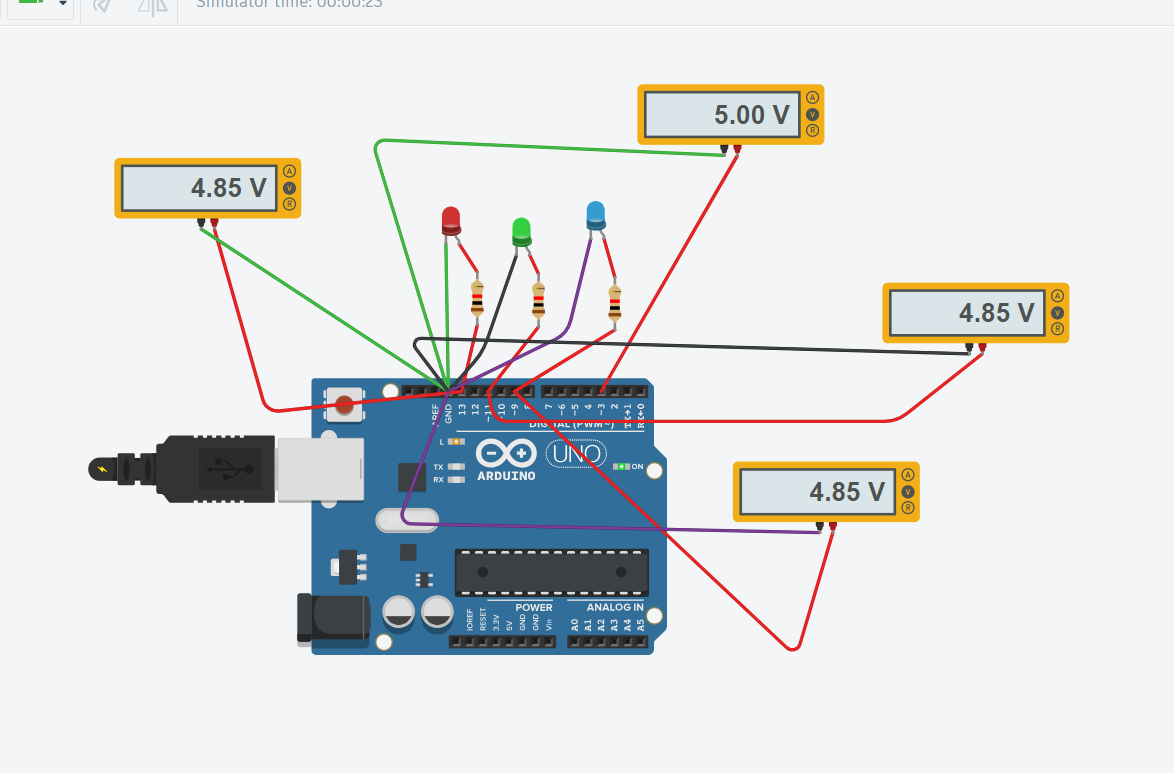 Simulator time: 00:00:23
5.00 V
A
V
R
4.85 V
A
V
R
4.85 V
A
V
R
AREF
GND
13
12
~11
~10
~9
8
7
~6
~5
~4
~3
2
TX→1
RX←0
DIGITAL (PWM~)
L
TX
RX
UNO
ARDUINO
ON
4.85 V
A
V
R
POWER
ANALOG IN
IOREF
RESET
3.3V
5V
GND
GND
Vin
A0
A1
A2
A3
A4
A5